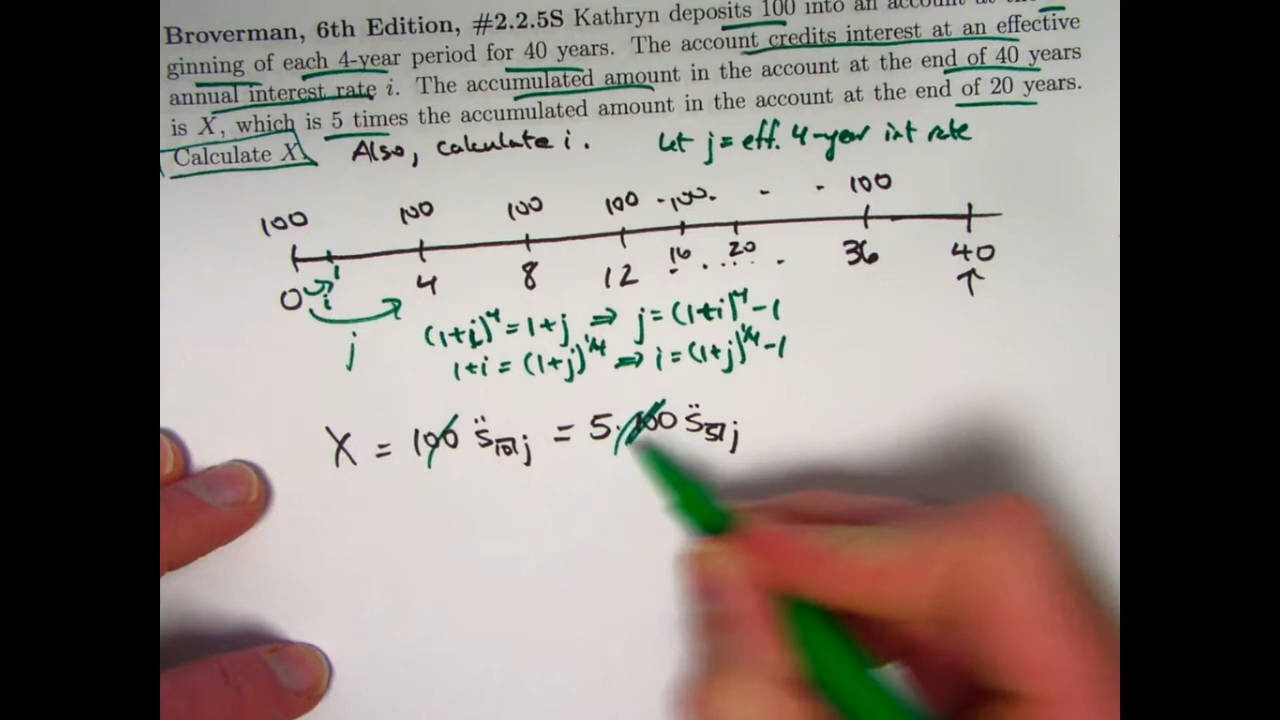 Broverman, 6th Edition, #2.2.5S Kathryn deposits 100 into an account at the
ginning of each 4-year period for 40 years. The account credits interest at an effective
annual interest rate i. The accumulated amount in the account at the end of 40 years
is X, which is 5 times the accumulated amount in the account at the end of 20 years.
Calculate X. Also, calculate i. Let j = eff. 4-year int rate
100 100 100 100 -100. - . 100
0 1 4 8 12 16 20 36 40
i
j
(1+i)^4 = 1+j ⇒ j = (1+i)^4 - 1
1+i = (1+j)^1/4 ⇒ i = (1+j)^1/4 - 1
X = 100 s̈10 j = 5·100 s̈5 j